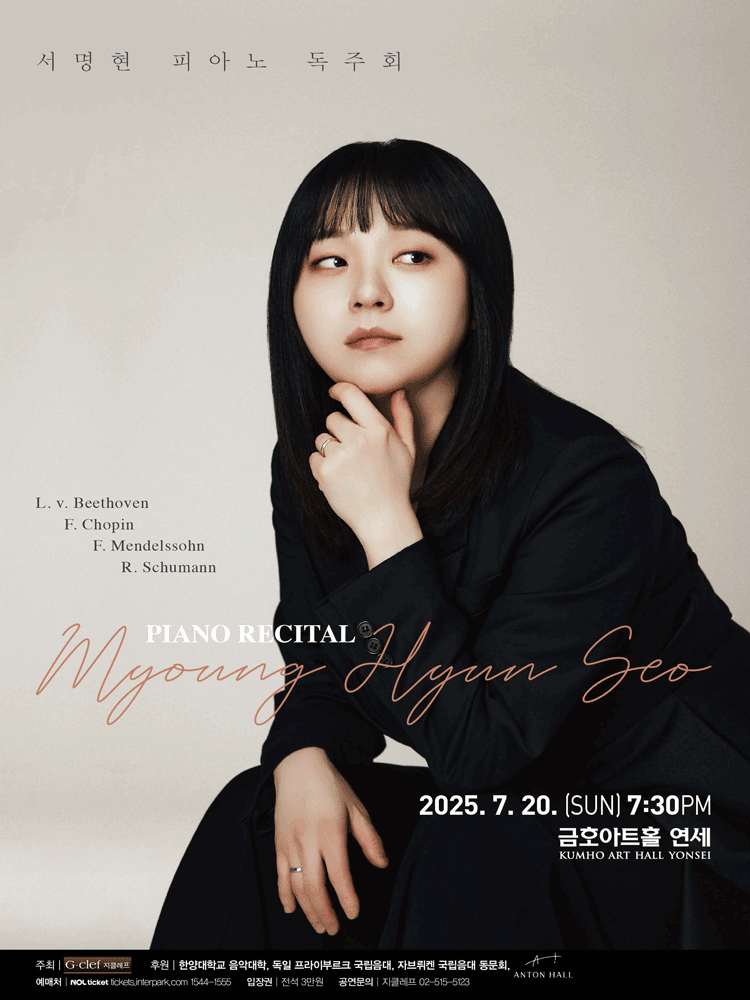 서명현 피아노 독주회
L. v. Beethoven
F. Chopin
F. Mendelssohn
R. Schumann
PIANO RECITAL
Myoung Hyun Seo
2025. 7. 20. (SUN) 7:30PM
금호아트홀 연세
KUMHO ART HALL YONSEI
주최 | G·clef 지클레프 후원 | 한양대학교 음악대학, 독일 프라이부르크 국립음대, 자브뤼켄 국립음대 동문회, A+ ANTON HALL
예매처 | NOL ticket tickets.interpark.com 1544-1555 입장권 | 전석 3만원 공연문의 | 지클레프 02-515-5123